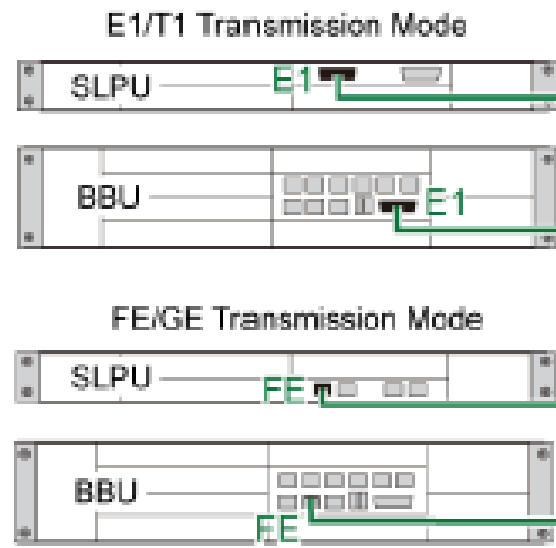 E1/T1 Transmission Mode
SLPU E1
BBU E1
FE/GE Transmission Mode
SLPU FE
BBU
FE